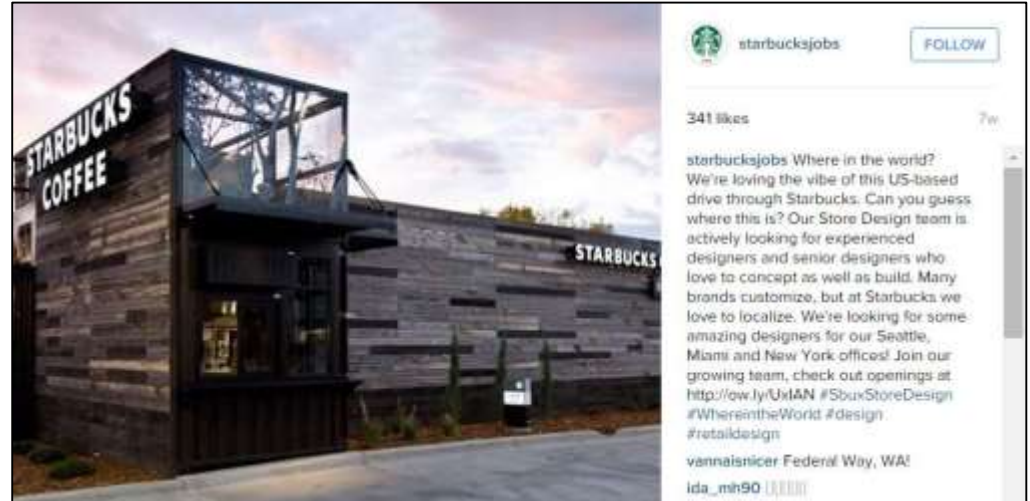 STARBUCKS
COFFEE
STARBUCKS
starbucksjobs
FOLLOW
341 likes
7w
starbucksjobs Where in the world?
We're loving the vibe of this US-based
drive through Starbucks. Can you guess
where this is? Our Store Design team is
actively looking for experienced
designers and senior designers who
love to concept as well as build. Many
brands customize, but at Starbucks we
love to localize. We're looking for some
amazing designers for our Seattle,
Miami and New York offices! Join our
growing team, check out openings at
http://ow.ly/UxIAN #SbuxStoreDesign
#WhereintheWorld #design
#retaildesign
vannaisnicer Federal Way, WA!
ida_mh90